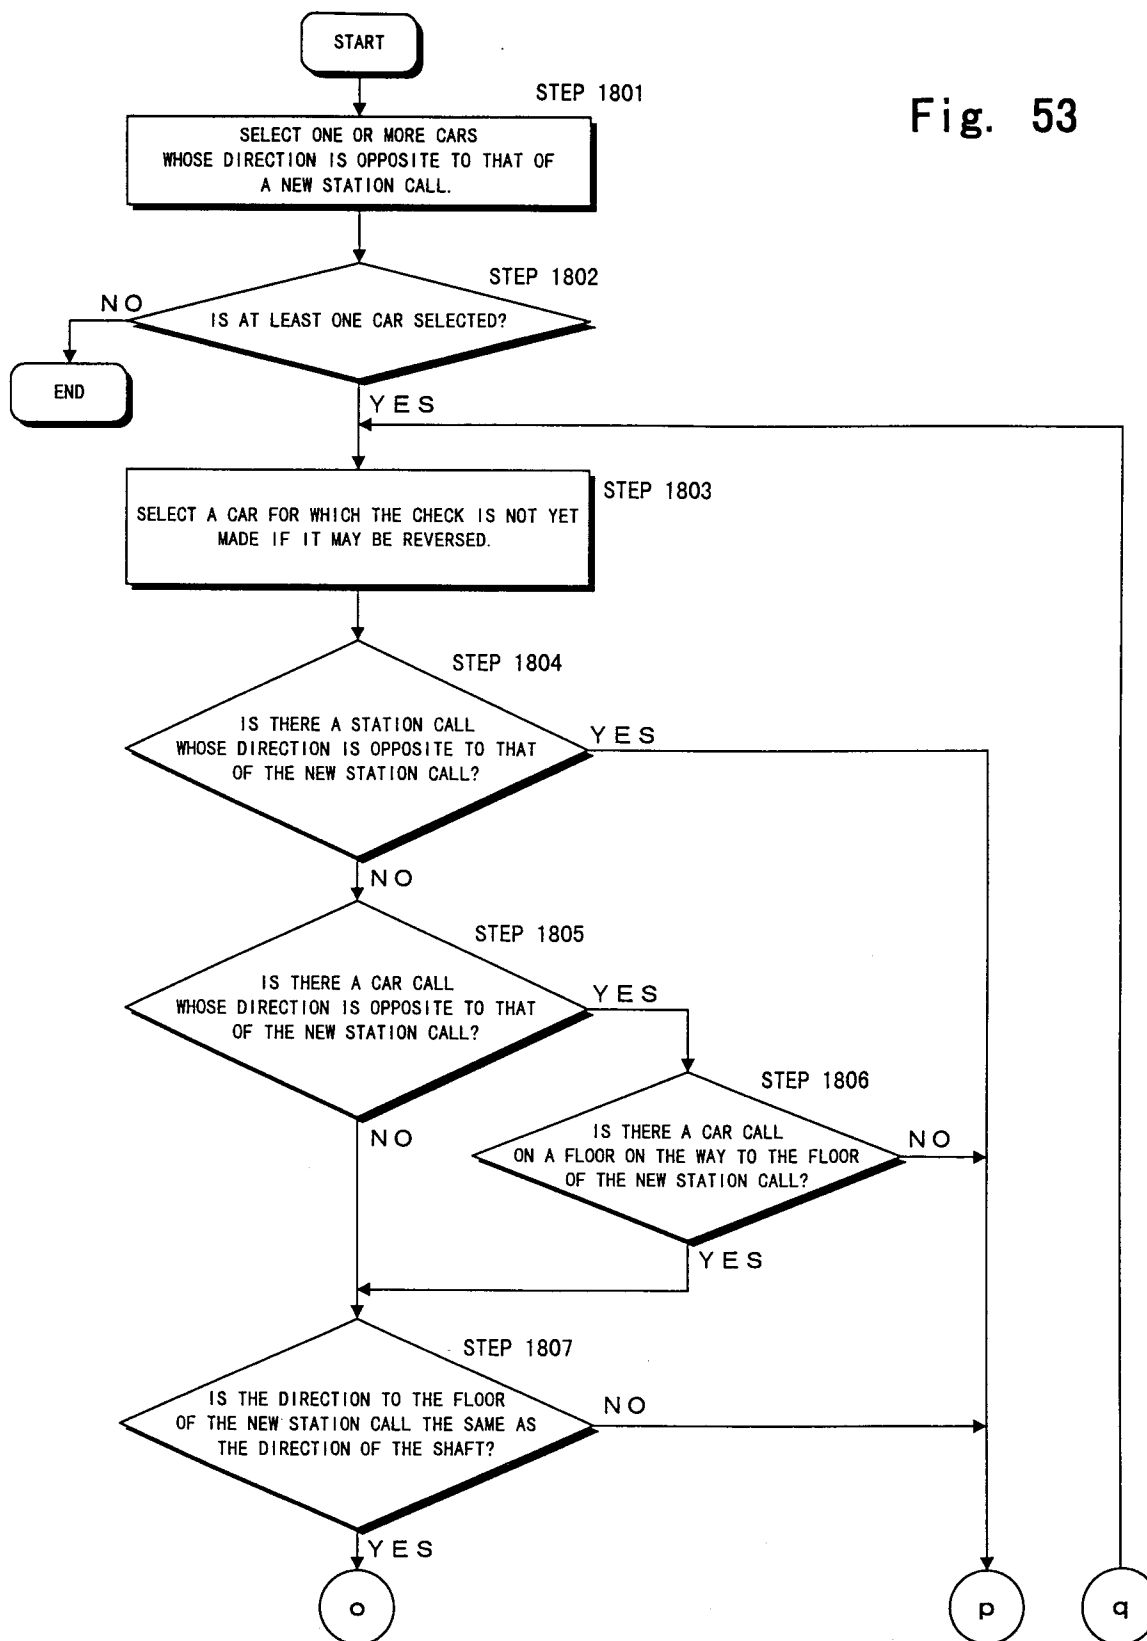 START
STEP 1801
Fig. 53
SELECT ONE OR MORE CARS
WHOSE DIRECTION IS OPPOSITE TO THAT OF
A NEW STATION CALL.
STEP 1802
NO
IS AT LEAST ONE CAR SELECTED?
END
YES
STEP 1803
SELECT A CAR FOR WHICH THE CHECK IS NOT YET
MADE IF IT MAY BE REVERSED.
STEP 1804
IS THERE A STATION CALL
WHOSE DIRECTION IS OPPOSITE TO THAT
OF THE NEW STATION CALL?
YES
NO
STEP 1805
IS THERE A CAR CALL
WHOSE DIRECTION IS OPPOSITE TO THAT
OF THE NEW STATION CALL?
YES
NO
STEP 1806
IS THERE A CAR CALL
ON A FLOOR ON THE WAY TO THE FLOOR
OF THE NEW STATION CALL?
NO
YES
STEP 1807
IS THE DIRECTION TO THE FLOOR
OF THE NEW STATION CALL THE SAME AS
THE DIRECTION OF THE SHAFT?
NO
YES
o
p
q